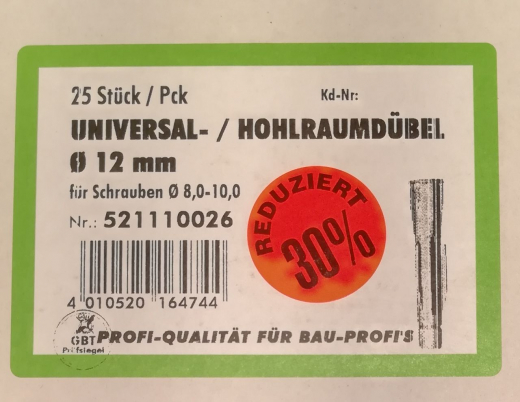 25 Stück / Pck
Kd-Nr:
UNIVERSAL- / HOHLRAUMDÜBEL
Ø 12 mm
für Schrauben Ø 8,0-10,0
Nr.: 521110026
REDUZIERT
30%
4 010520 164744
GBT
Prüfsiegel
PROFI-QUALITÄT FÜR BAU-PROFI'S